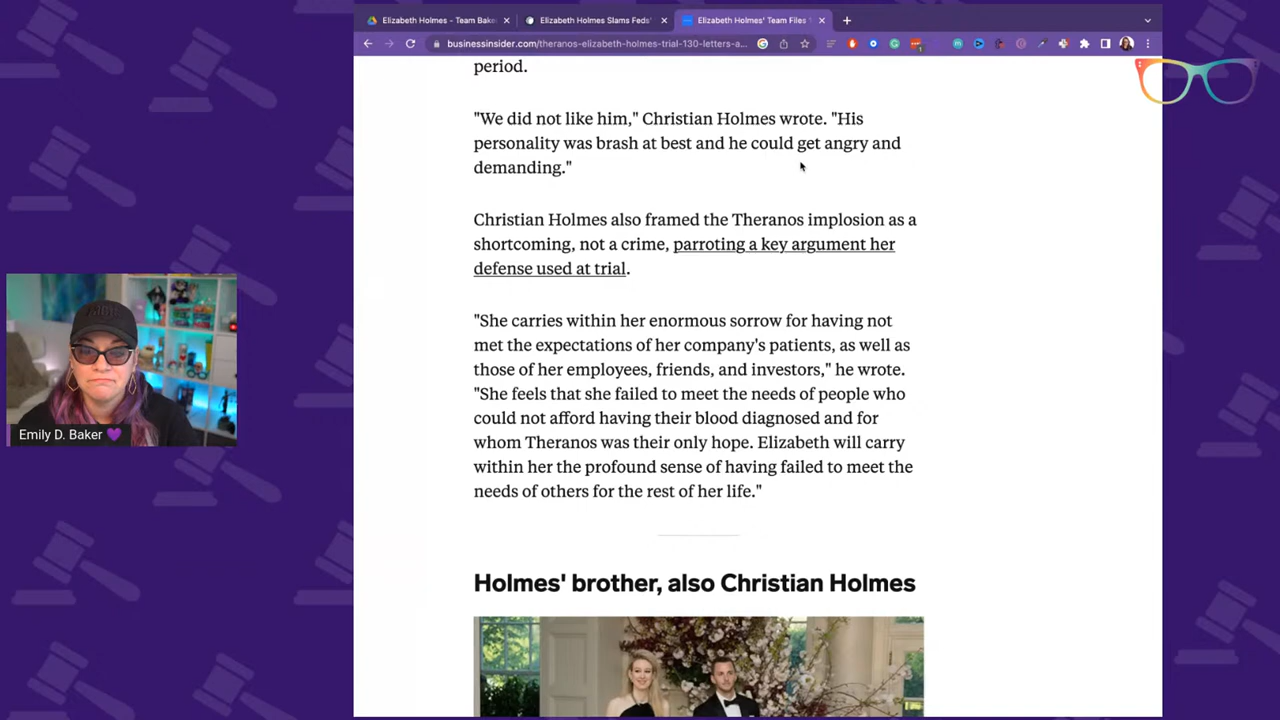 Elizabeth Holmes - Team Bake
Elizabeth Holmes Slams Feds'
Elizabeth Holmes' Team Files
businessinsider.com/theranos-elizabeth-holmes-trial-130-letters-a...
period.
"We did not like him," Christian Holmes wrote. "His
personality was brash at best and he could get angry and
demanding."
Christian Holmes also framed the Theranos implosion as a
shortcoming, not a crime, parroting a key argument her
defense used at trial.
"She carries within her enormous sorrow for having not
met the expectations of her company's patients, as well as
those of her employees, friends, and investors," he wrote.
"She feels that she failed to meet the needs of people who
could not afford having their blood diagnosed and for
whom Theranos was their only hope. Elizabeth will carry
within her the profound sense of having failed to meet the
needs of others for the rest of her life."
Holmes' brother, also Christian Holmes
Emily D. Baker 💜